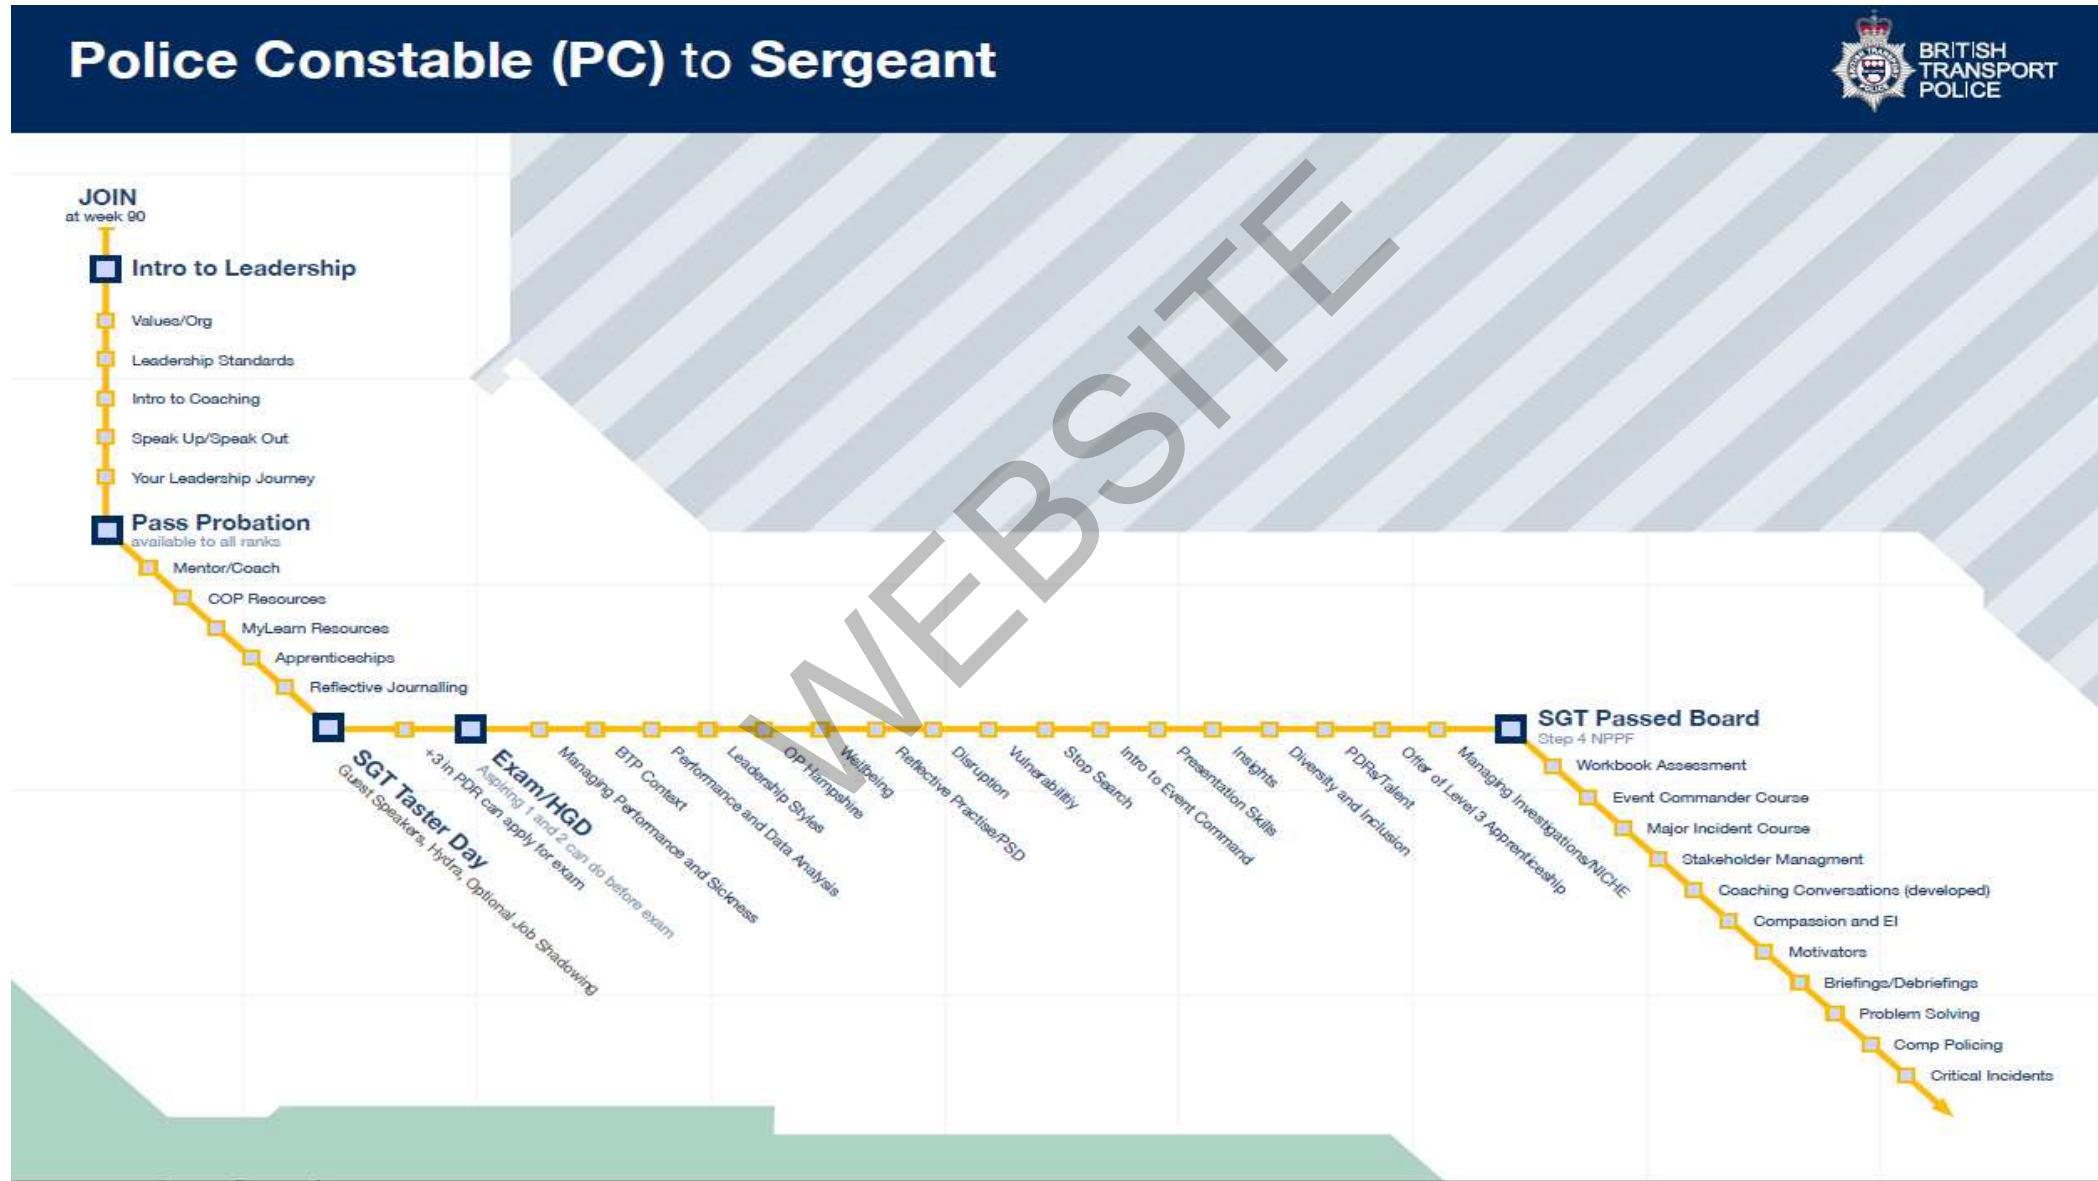 Police Constable (PC) to Sergeant
BRITISH
TRANSPORT
POLICE
JOIN
at week 90
Intro to Leadership
Values/Org
Leadership Standards
Intro to Coaching
Speak Up/Speak Out
Your Leadership Journey
Pass Probation
available to all ranks
Mentor/Coach
COP Resources
MyLearn Resources
Apprenticeships
Reflective Journalling
SGT Taster Day
Guest Speakers, Hydra, Optional Job Shadowing
+3 in PDR can apply for exam
Exam/HGD
Aspiring 1 and 2 can do before exam
Managing Performance and Sickness
BTP Context
Performance and Data Analysis
Leadership Styles
OP Hampshire
Wellbeing
Reflective Practise/PSD
Disruption
Vulnerabiltiy
Stop Search
Intro to Event Command
Presentation Skills
Insights
Diversity and Inclusion
PDRs/Talent
Offer of Level 3 Apprenticeship
Managing Investigations/NICHE
SGT Passed Board
Step 4 NPPF
Workbook Assessment
Event Commander Course
Major Incident Course
Stakeholder Managment
Coaching Conversations (developed)
Compassion and EI
Motivators
Briefings/Debriefings
Problem Solving
Comp Policing
Critical Incidents
WEBSITE